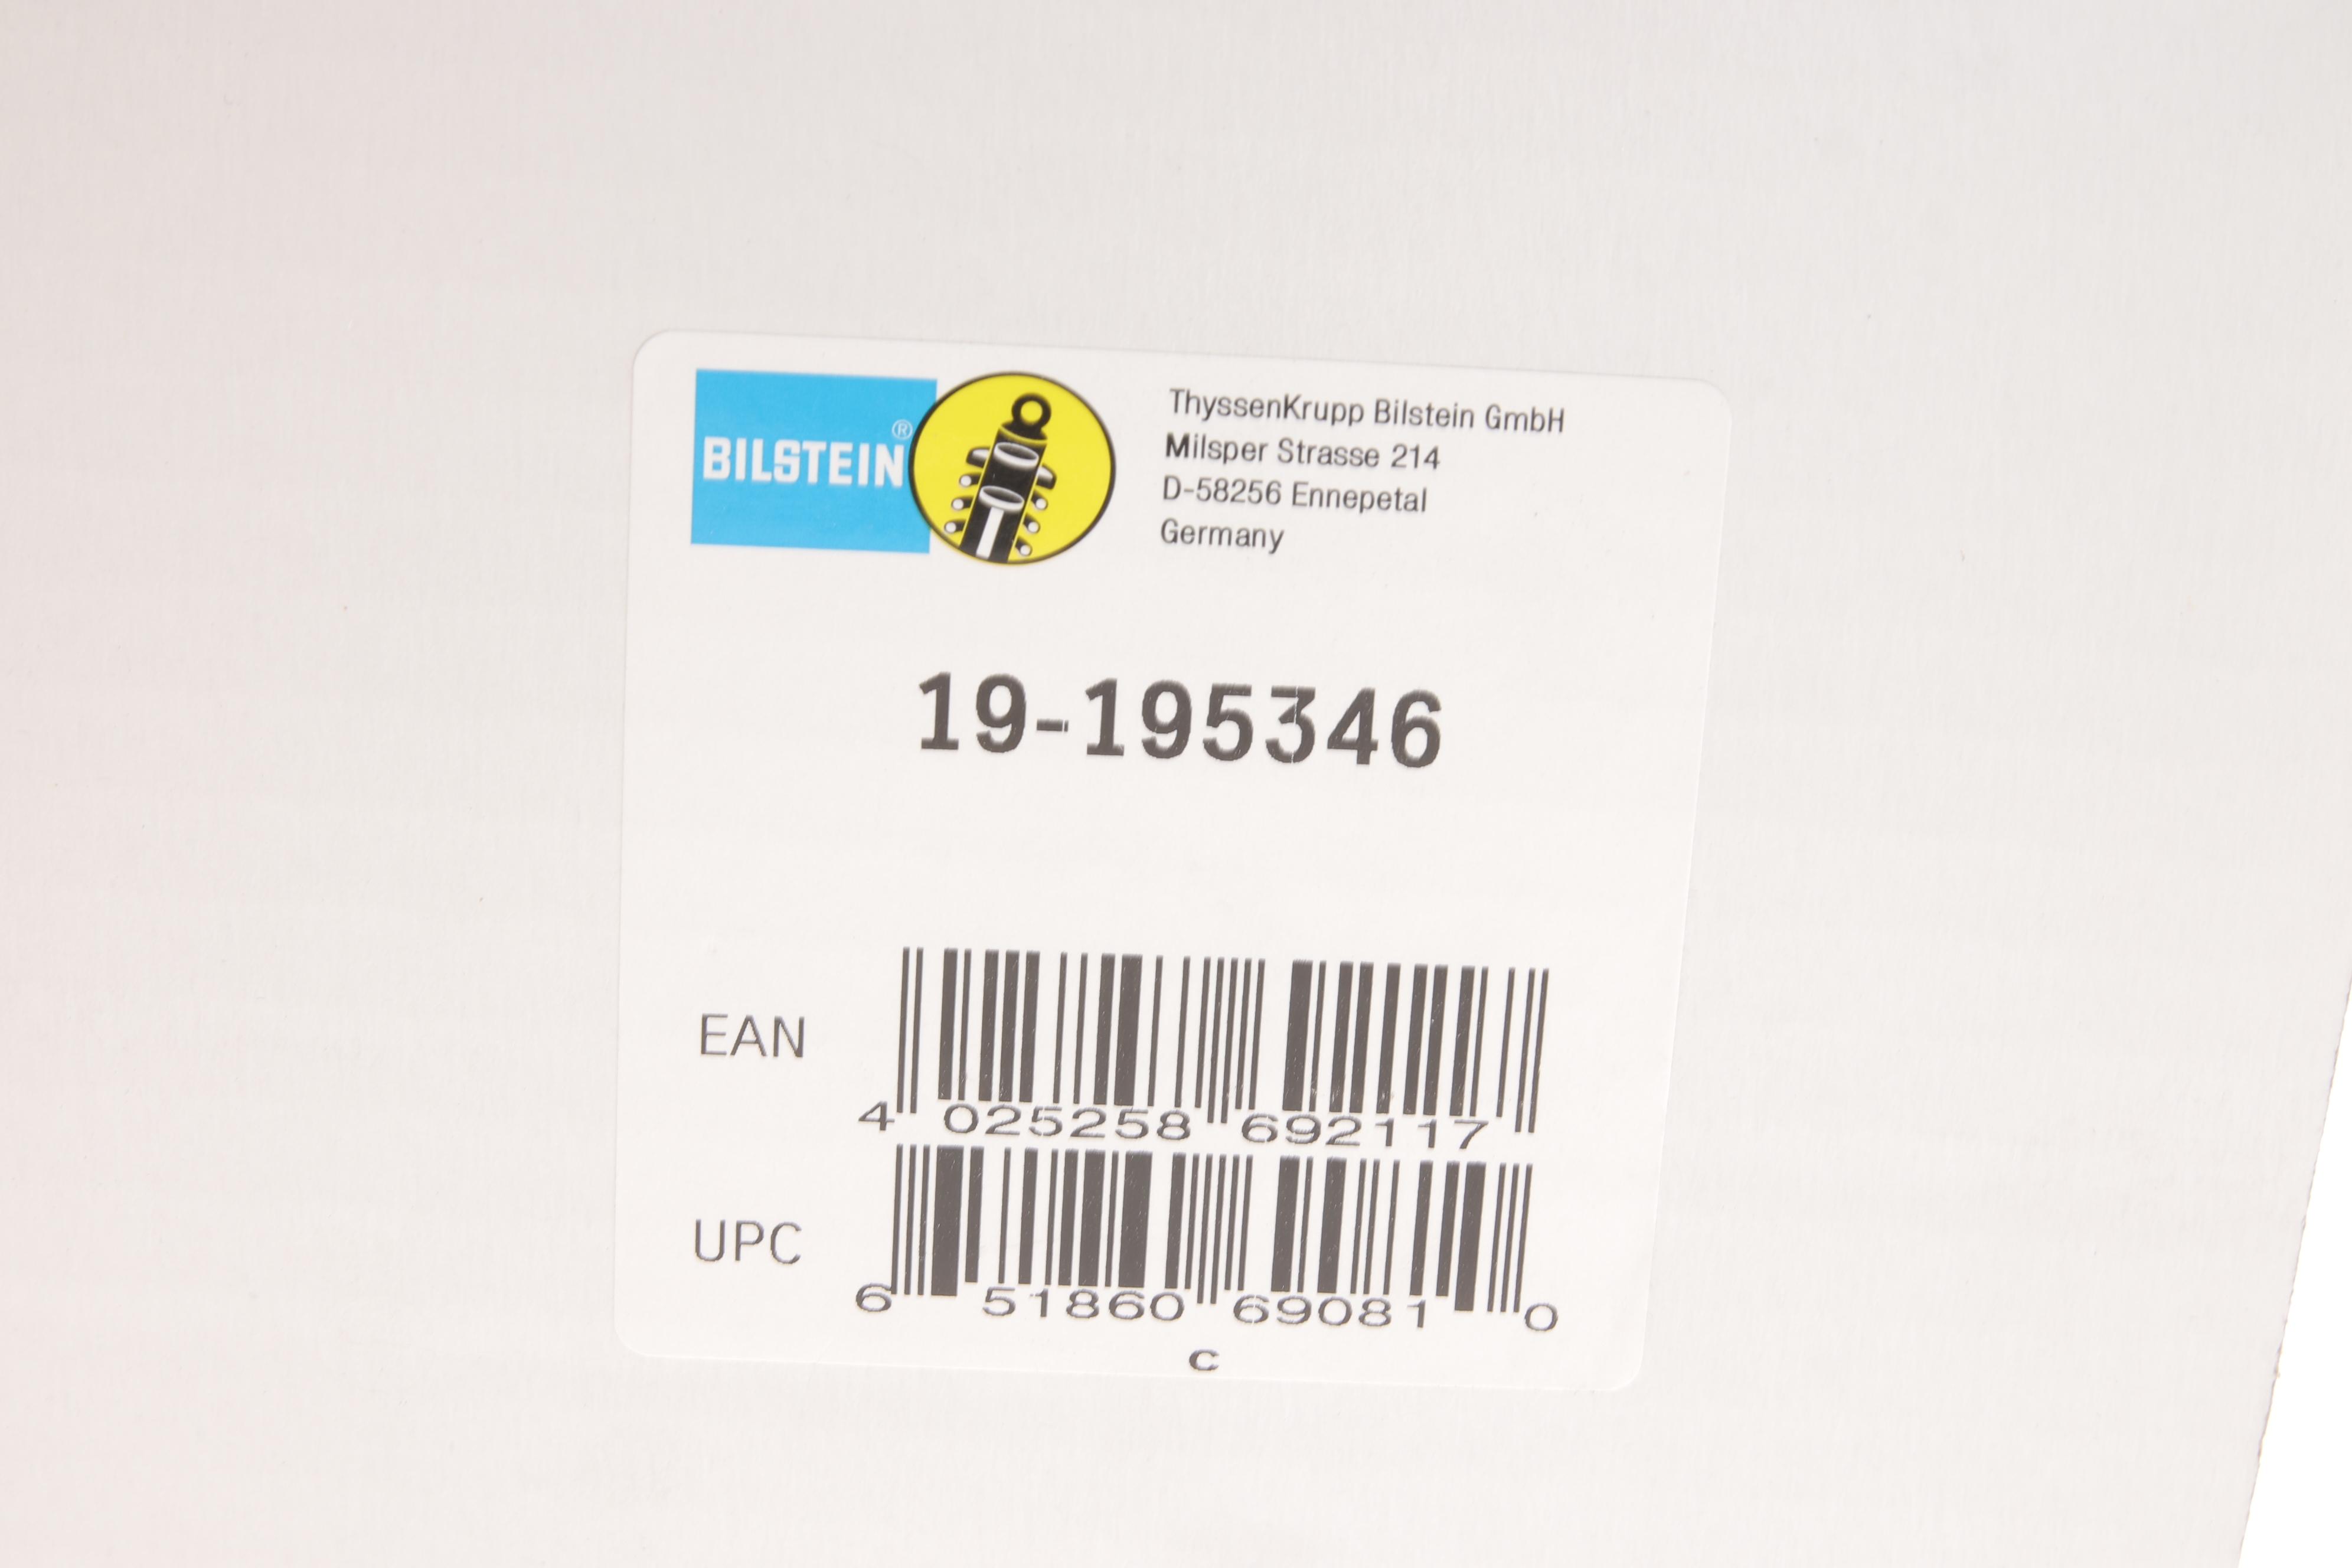 BILSTEIN®
ThyssenKrupp Bilstein GmbH
Milsper Strasse 214
D-58256 Ennepetal
Germany
19-195346
EAN
4 025258 692117
UPC
6 51860 69081 0
C